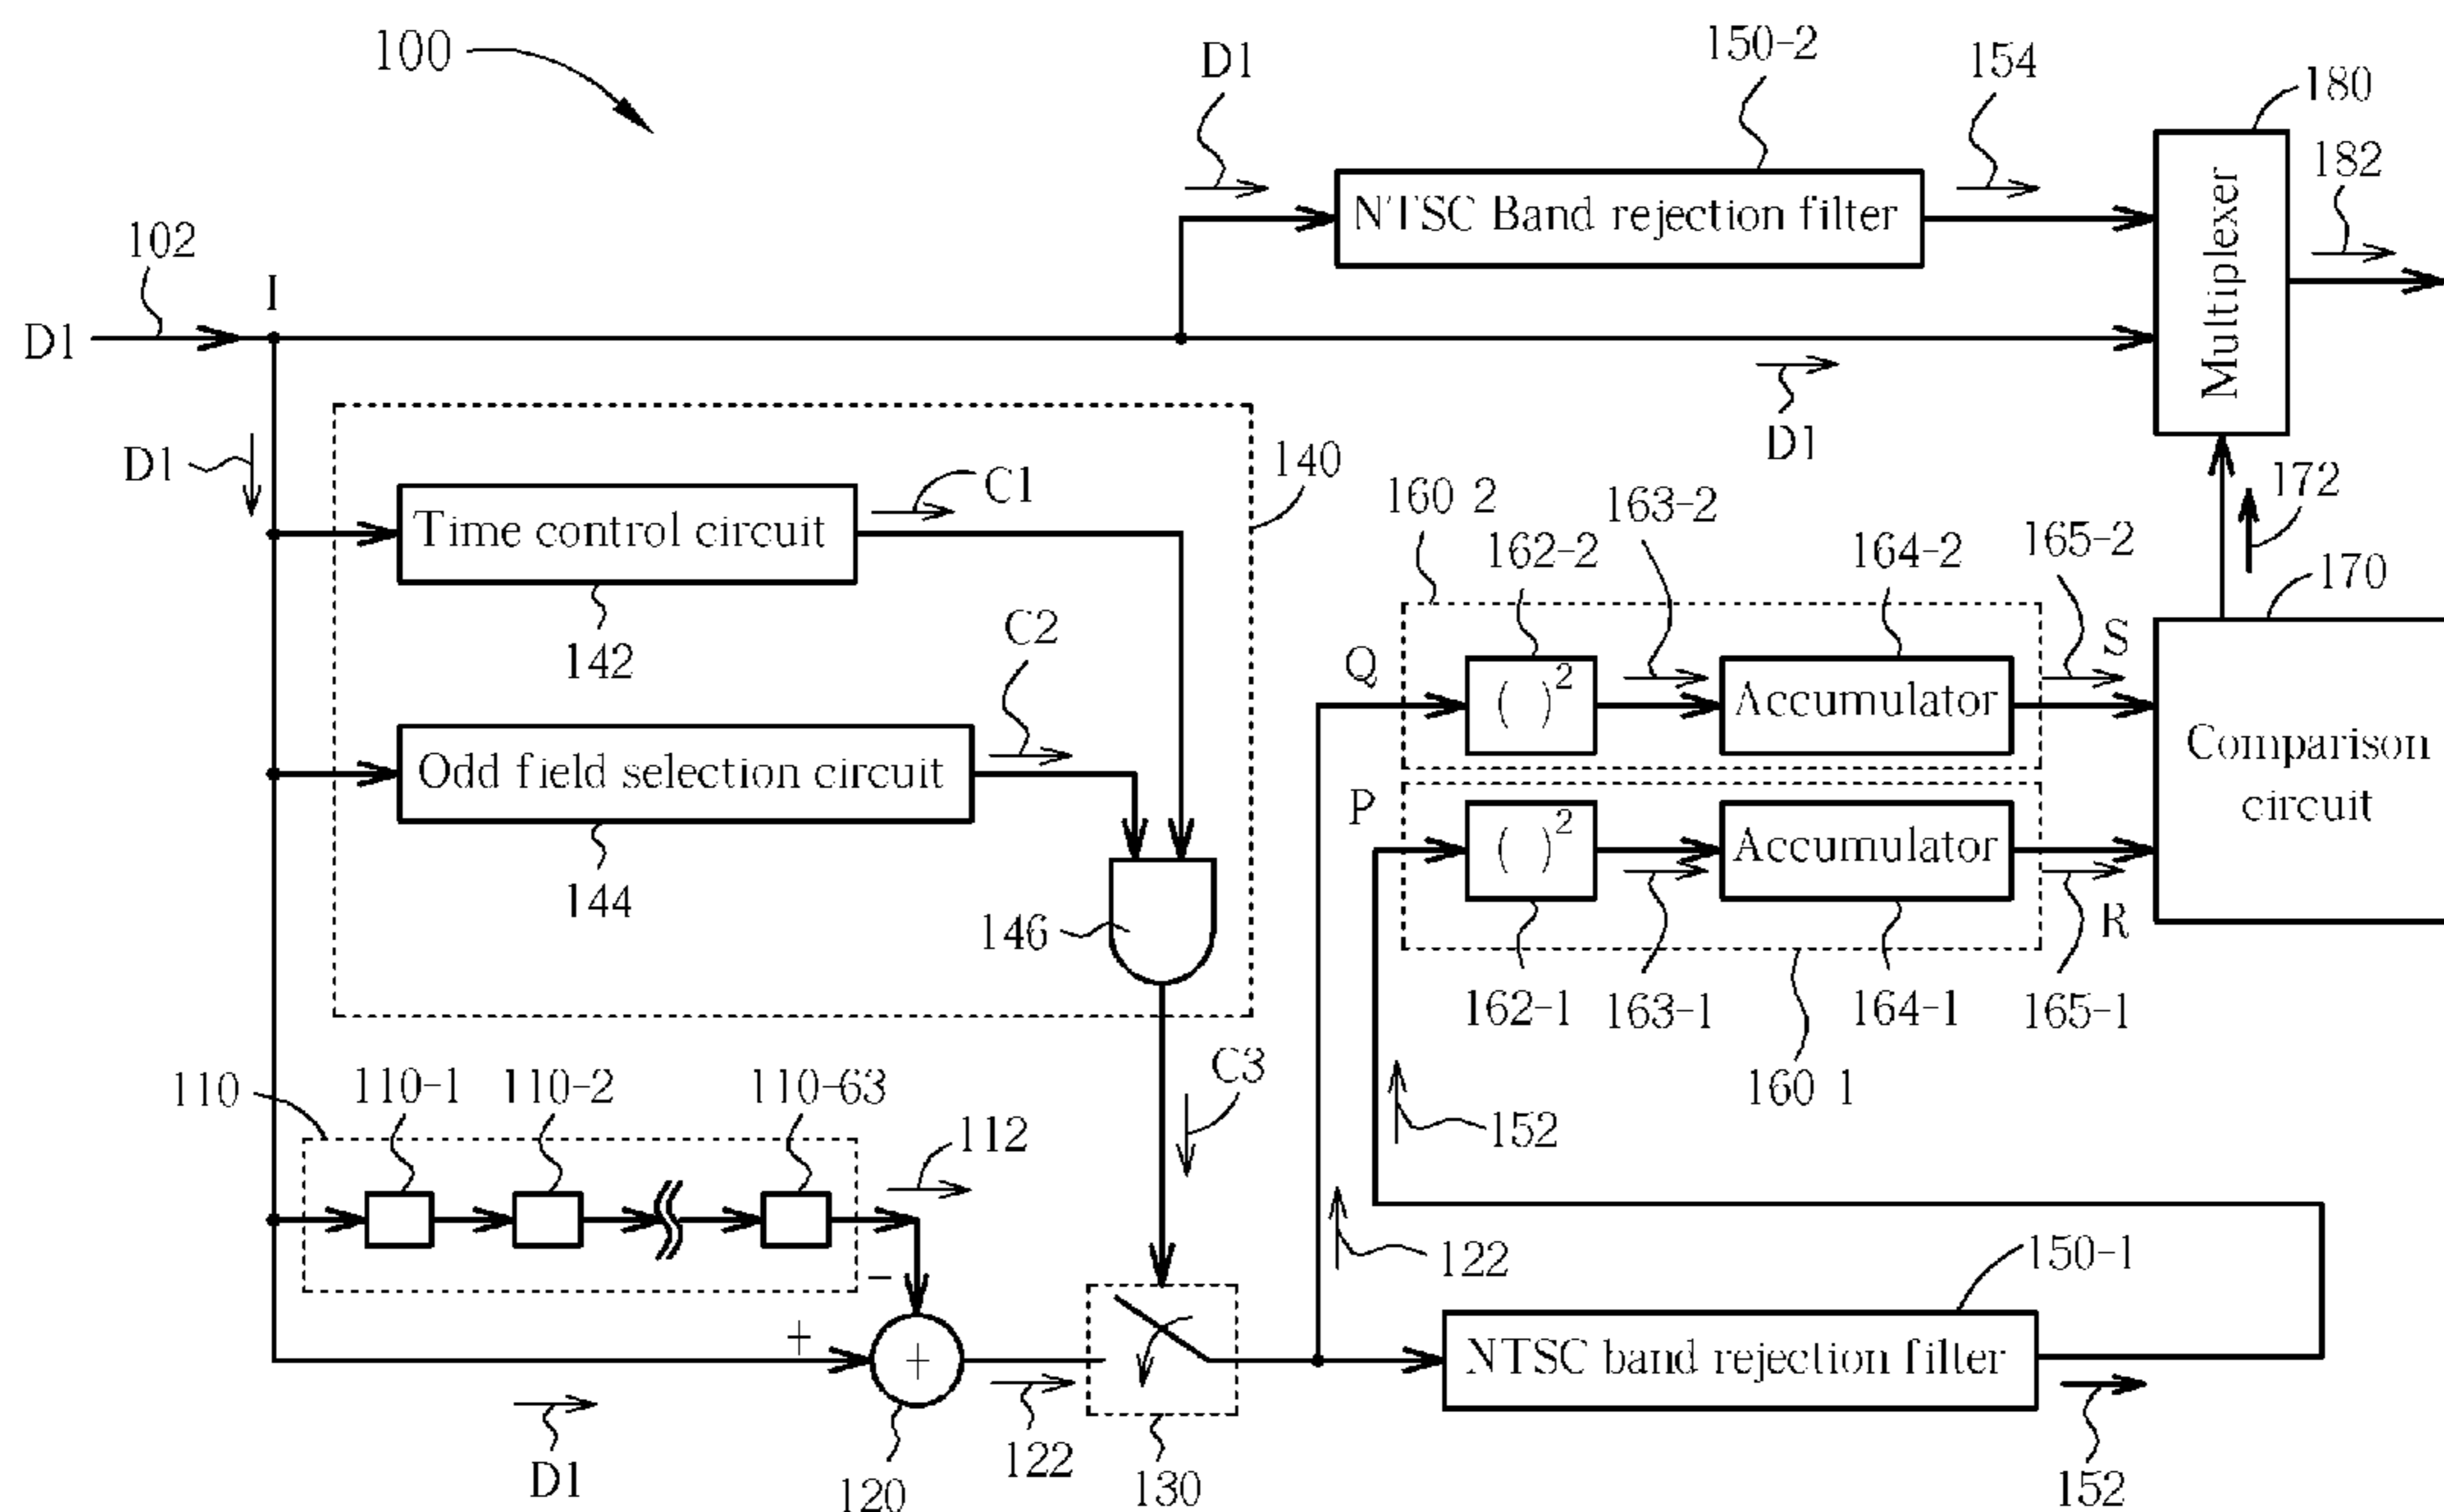 100
D1
150-2
154
180
182
NTSC Band rejection filter
Multiplexer
102
I
D1
D1
D1
140
Time control circuit
C1
142
C2
Odd field selection circuit
144
146
C3
160 2
162-2
163-2
164-2
165-2
172
170
Q
( )2
Accumulator
S
Comparison
circuit
P
( )2
Accumulator
R
162-1
163-1
164-1
165-1
160 1
152
110
110-1
110-2
110-63
112
-
+
+
D1
120
122
130
122
150-1
NTSC band rejection filter
152